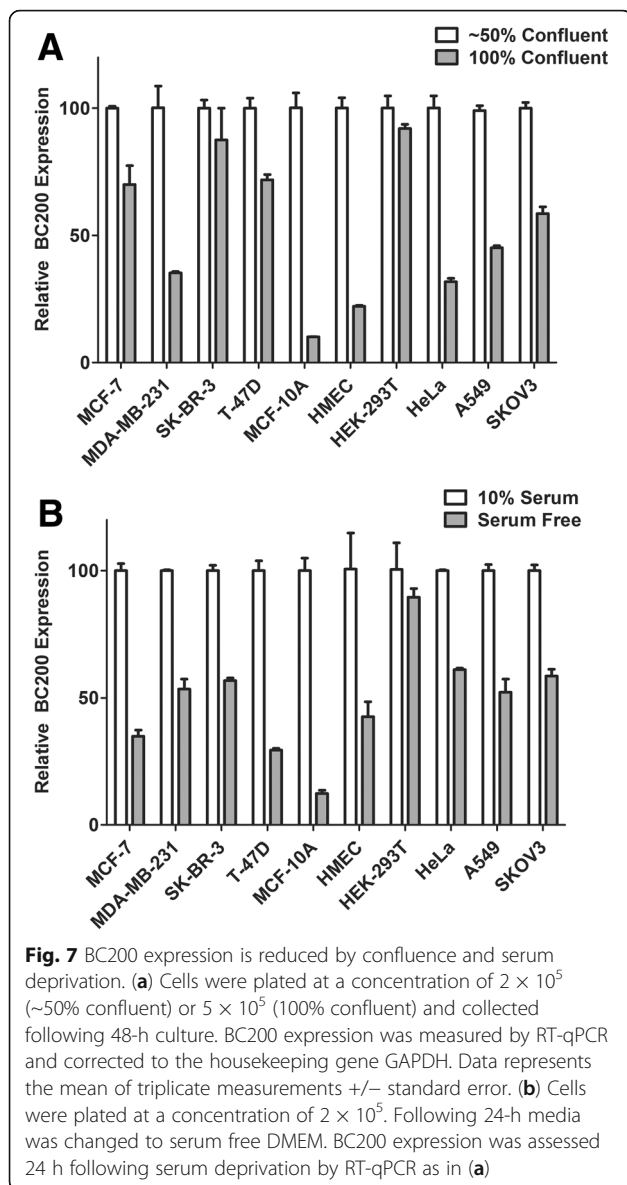 A
~50% Confluent
100% Confluent
Relative BC200 Expression
100
50
0
MCF-7
MDA-MB-231
SK-BR-3
T-47D
MCF-10A
HMEC
HEK-293T
HeLa
A549
SKOV3
B
10% Serum
Serum Free
Relative BC200 Expression
100
50
0
MCF-7
MDA-MB-231
SK-BR-3
T-47D
MCF-10A
HMEC
HEK-293T
HeLa
A549
SKOV3
Fig. 7 BC200 expression is reduced by confluence and serum
deprivation. (a) Cells were plated at a concentration of 2 × 10⁵
(~50% confluent) or 5 × 10⁵ (100% confluent) and collected
following 48-h culture. BC200 expression was measured by RT-qPCR
and corrected to the housekeeping gene GAPDH. Data represents
the mean of triplicate measurements +/− standard error. (b) Cells
were plated at a concentration of 2 × 10⁵. Following 24-h media
was changed to serum free DMEM. BC200 expression was assessed
24 h following serum deprivation by RT-qPCR as in (a)